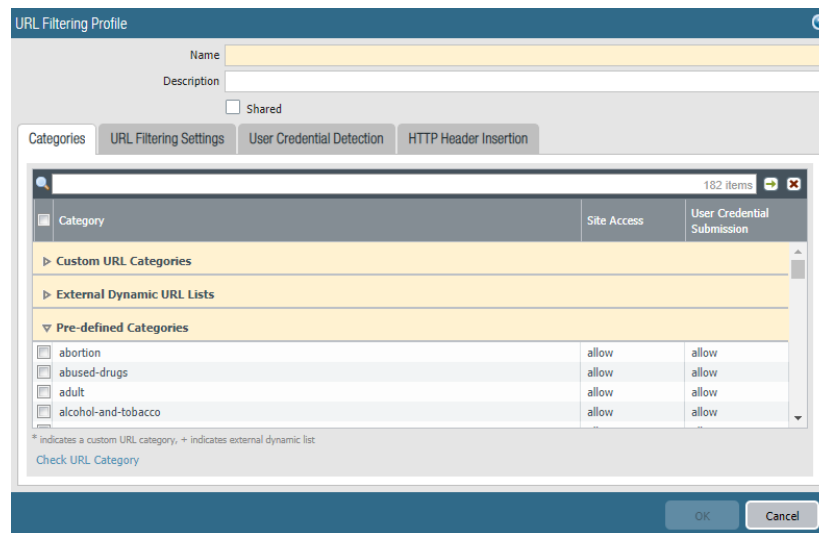 URL Filtering Profile
Name
Description
Shared
Categories URL Filtering Settings User Credential Detection HTTP Header Insertion
182 items
Category Site Access User Credential Submission
Custom URL Categories
External Dynamic URL Lists
Pre-defined Categories
abortion allow allow
abused-drugs allow allow
adult allow allow
alcohol-and-tobacco allow allow
* indicates a custom URL category, + indicates external dynamic list
Check URL Category
OK Cancel